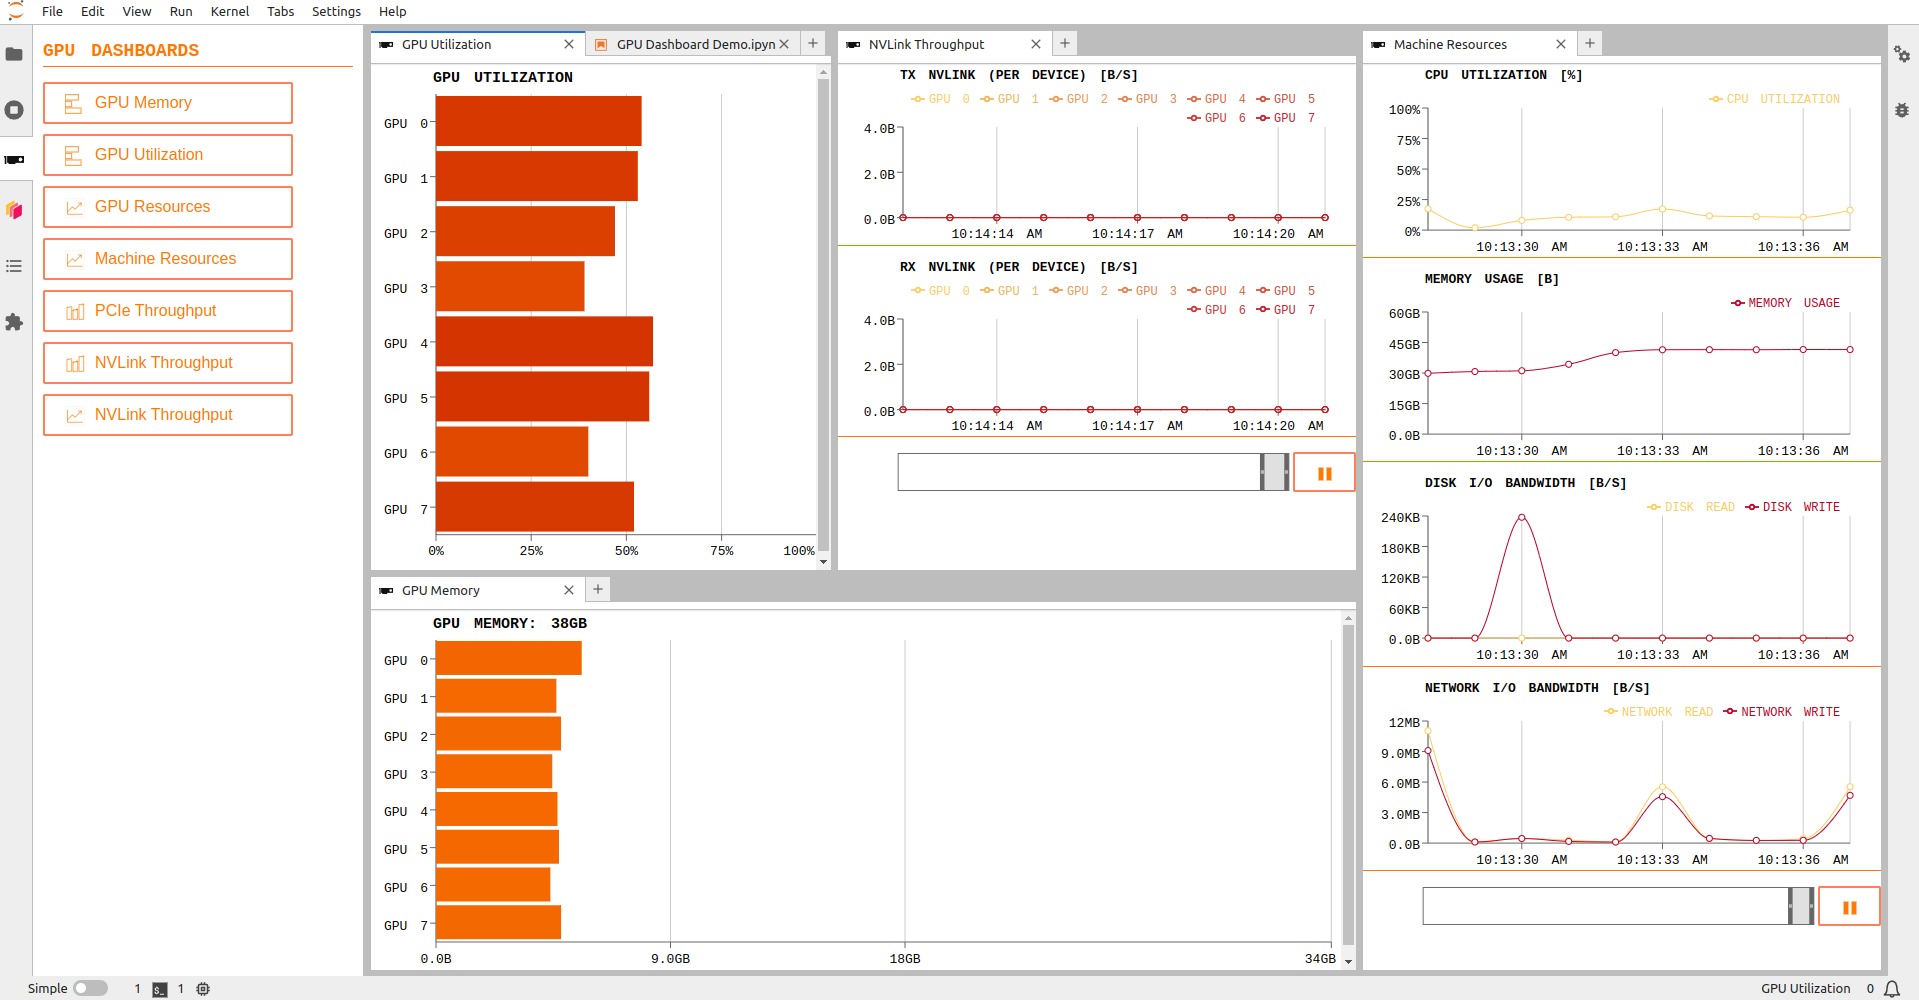 File Edit View Run Kernel Tabs Settings Help
GPU DASHBOARDS
GPU Memory
GPU Utilization
GPU Resources
Machine Resources
PCIe Throughput
NVLink Throughput
NVLink Throughput
GPU Utilization
GPU Dashboard Demo.ipyn
GPU UTILIZATION
GPU 0
GPU 1
GPU 2
GPU 3
GPU 4
GPU 5
GPU 6
GPU 7
0% 25% 50% 75% 100%
NVLink Throughput
TX NVLINK (PER DEVICE) [B/S]
GPU 0 GPU 1 GPU 2 GPU 3 GPU 4 GPU 5
GPU 6 GPU 7
4.0B
2.0B
0.0B
10:14:14 AM 10:14:17 AM 10:14:20 AM
RX NVLINK (PER DEVICE) [B/S]
GPU 0 GPU 1 GPU 2 GPU 3 GPU 4 GPU 5
GPU 6 GPU 7
4.0B
2.0B
0.0B
10:14:14 AM 10:14:17 AM 10:14:20 AM
GPU Memory
GPU MEMORY: 38GB
GPU 0
GPU 1
GPU 2
GPU 3
GPU 4
GPU 5
GPU 6
GPU 7
0.0B 9.0GB 18GB 34GB
Machine Resources
CPU UTILIZATION [%]
CPU UTILIZATION
100%
75%
50%
25%
0%
10:13:30 AM 10:13:33 AM 10:13:36 AM
MEMORY USAGE [B]
MEMORY USAGE
60GB
45GB
30GB
15GB
0.0B
10:13:30 AM 10:13:33 AM 10:13:36 AM
DISK I/O BANDWIDTH [B/S]
DISK READ DISK WRITE
240KB
180KB
120KB
60KB
0.0B
10:13:30 AM 10:13:33 AM 10:13:36 AM
NETWORK I/O BANDWIDTH [B/S]
NETWORK READ NETWORK WRITE
12MB
9.0MB
6.0MB
3.0MB
0.0B
10:13:30 AM 10:13:33 AM 10:13:36 AM
Simple 1 1 GPU Utilization 0